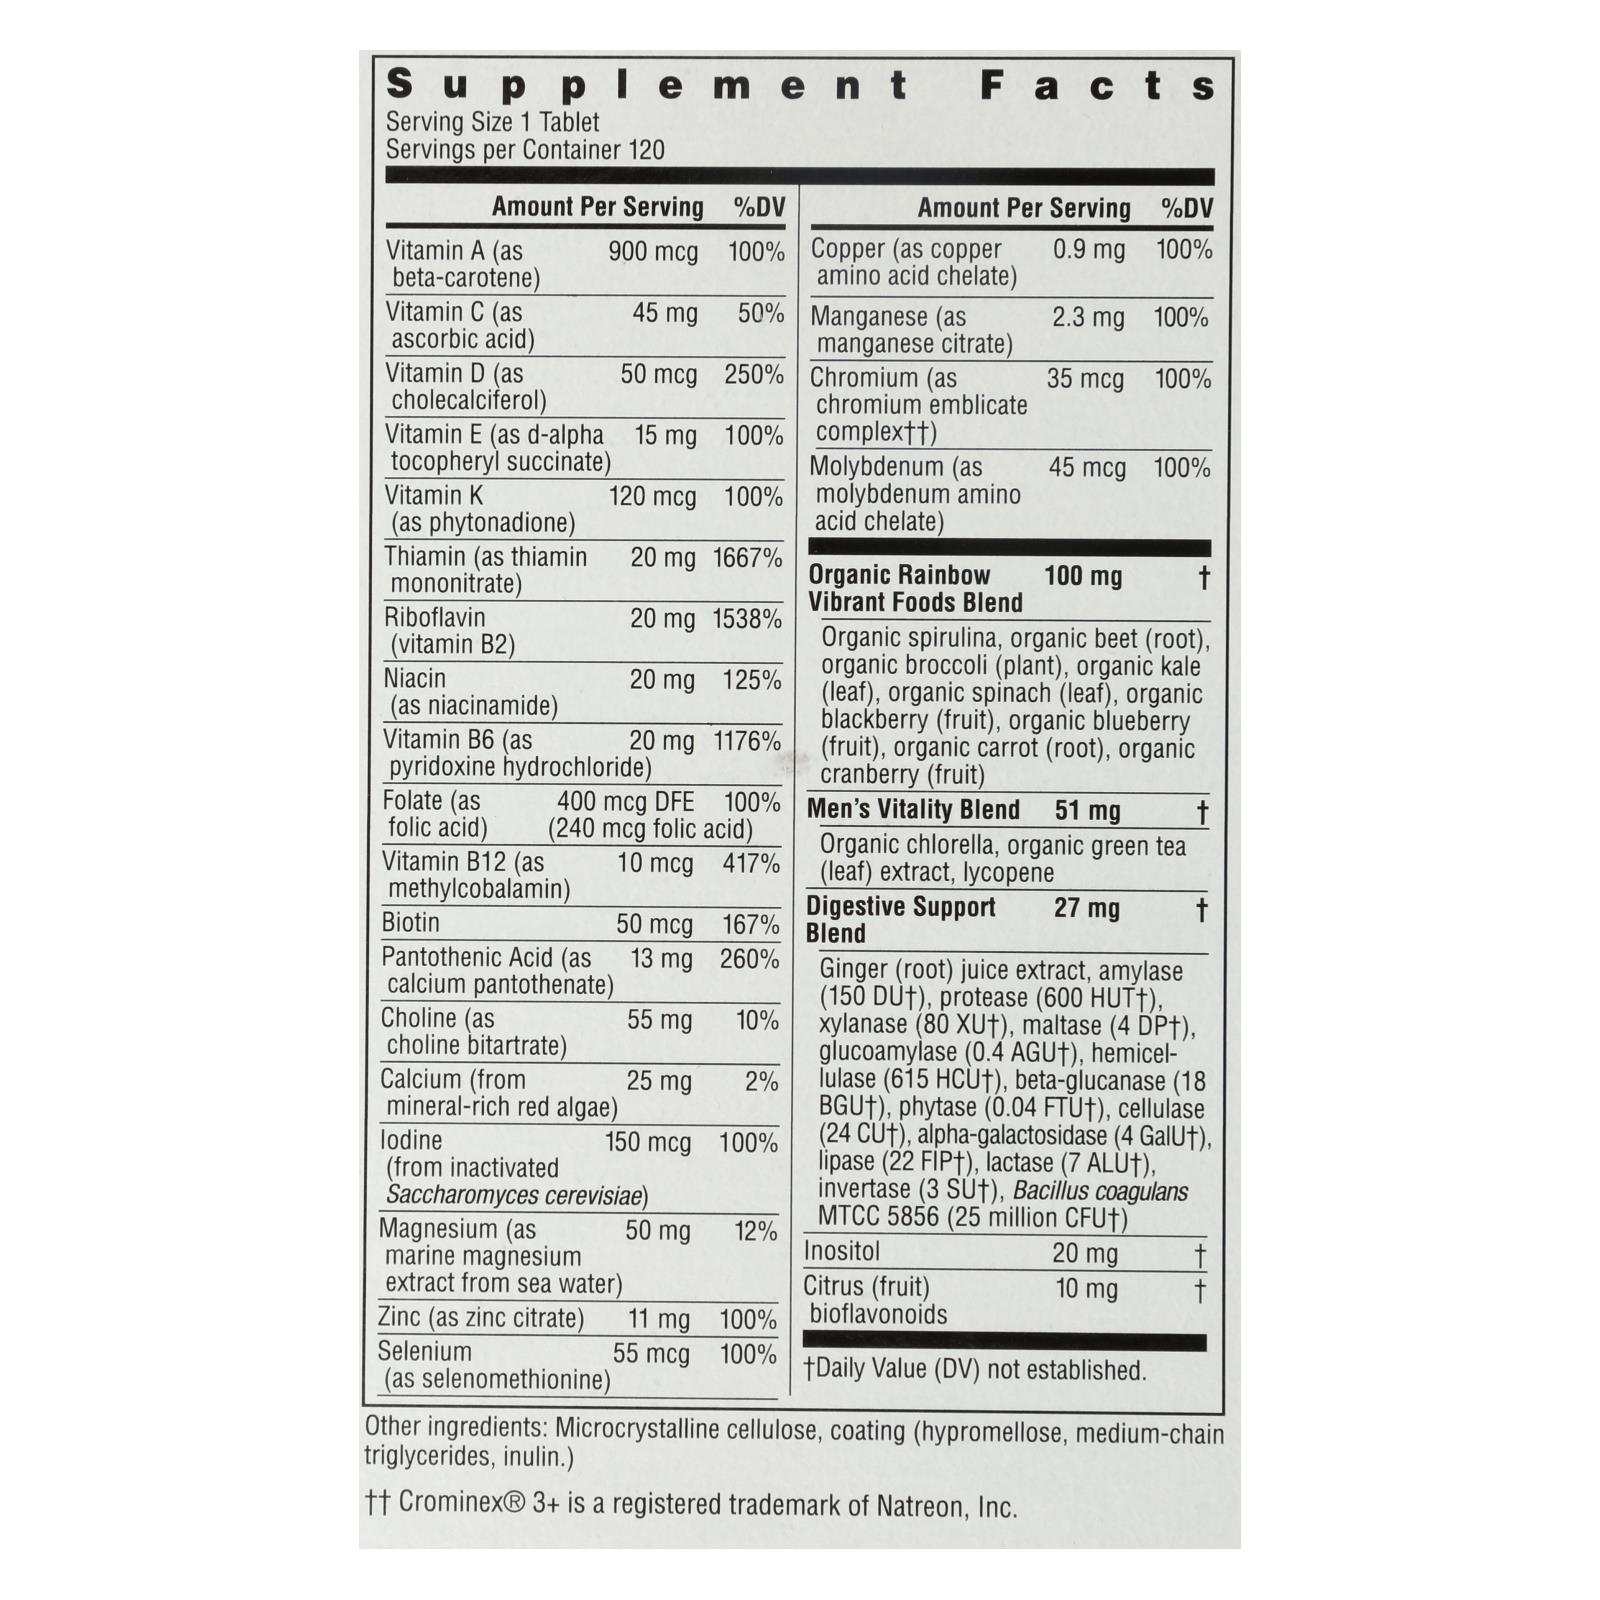 Supplement Facts
Serving Size 1 Tablet
Servings per Container 120
Amount Per Serving %DV
Vitamin A (as 900 mcg 100%
beta-carotene)
Vitamin C (as 45 mg 50%
ascorbic acid)
Vitamin D (as 50 mcg 250%
cholecalciferol)
Vitamin E (as d-alpha 15 mg 100%
tocopheryl succinate)
Vitamin K 120 mcg 100%
(as phytonadione)
Thiamin (as thiamin 20 mg 1667%
mononitrate)
Riboflavin 20 mg 1538%
(vitamin B2)
Niacin 20 mg 125%
(as niacinamide)
Vitamin B6 (as 20 mg 1176%
pyridoxine hydrochloride)
Folate (as 400 mcg DFE 100%
folic acid) (240 mcg folic acid)
Vitamin B12 (as 10 mcg 417%
methylcobalamin)
Biotin 50 mcg 167%
Pantothenic Acid (as 13 mg 260%
calcium pantothenate)
Choline (as 55 mg 10%
choline bitartrate)
Calcium (from 25 mg 2%
mineral-rich red algae)
Iodine 150 mcg 100%
(from inactivated
Saccharomyces cerevisiae)
Magnesium (as 50 mg 12%
marine magnesium
extract from sea water)
Zinc (as zinc citrate) 11 mg 100%
Selenium 55 mcg 100%
(as selenomethionine)
Amount Per Serving %DV
Copper (as copper 0.9 mg 100%
amino acid chelate)
Manganese (as 2.3 mg 100%
manganese citrate)
Chromium (as 35 mcg 100%
chromium emblicate
complex††)
Molybdenum (as 45 mcg 100%
molybdenum amino
acid chelate)
Organic Rainbow 100 mg †
Vibrant Foods Blend
Organic spirulina, organic beet (root),
organic broccoli (plant), organic kale
(leaf), organic spinach (leaf), organic
blackberry (fruit), organic blueberry
(fruit), organic carrot (root), organic
cranberry (fruit)
Men's Vitality Blend 51 mg †
Organic chlorella, organic green tea
(leaf) extract, lycopene
Digestive Support 27 mg †
Blend
Ginger (root) juice extract, amylase
(150 DU†), protease (600 HUT†),
xylanase (80 XU†), maltase (4 DP†),
glucoamylase (0.4 AGU†), hemicel-
lulase (615 HCU†), beta-glucanase (18
BGU†), phytase (0.04 FTU†), cellulase
(24 CU†), alpha-galactosidase (4 GalU†),
lipase (22 FIP†), lactase (7 ALU†),
invertase (3 SU†), Bacillus coagulans
MTCC 5856 (25 million CFU†)
Inositol 20 mg †
Citrus (fruit) 10 mg †
bioflavonoids
†Daily Value (DV) not established.
Other ingredients: Microcrystalline cellulose, coating (hypromellose, medium-chain
triglycerides, inulin.)
†† Crominex® 3+ is a registered trademark of Natreon, Inc.